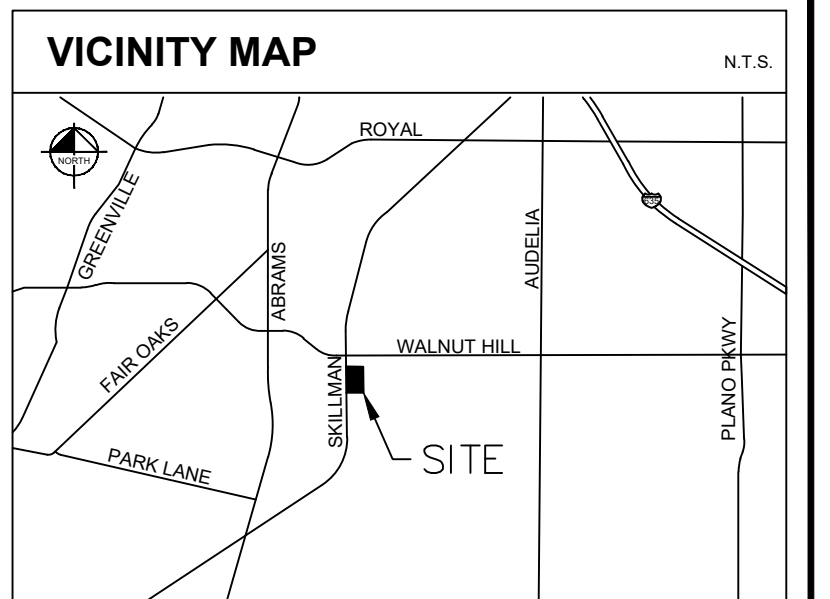 VICINITY MAP
N.T.S.
ROYAL
NORTH
GREENVILLE
AUDELIA
635
ABRAMS
FAIR OAKS
WALNUT HILL
PLANO PKWY
SKILLMAN
SITE
PARK LANE